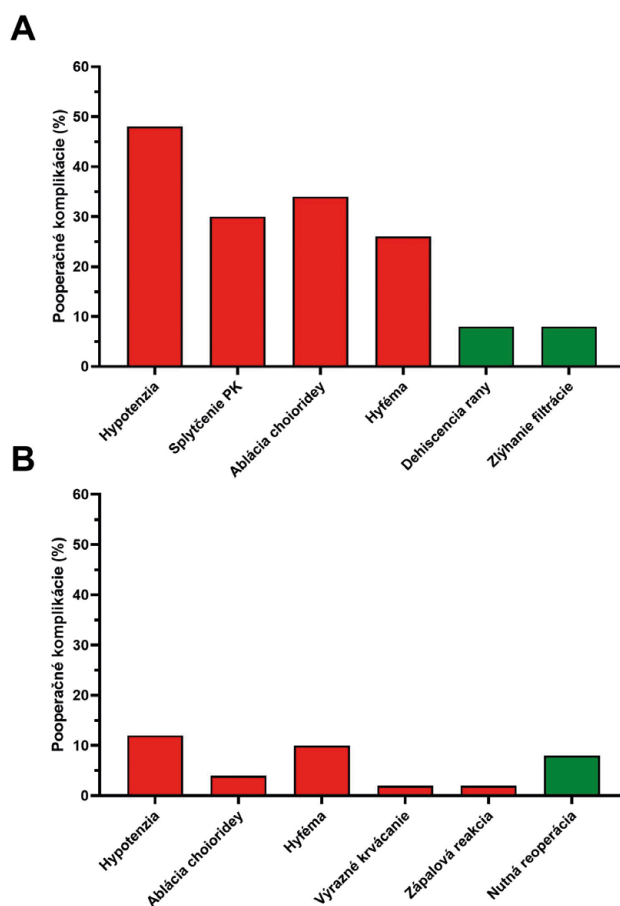 A
Pooperačné komplikácie (%)
60
50
40
30
20
10
0
Hypotenzia
Splytčenie PK
Ablácia choioridey
Hyféma
Dehiscencia rany
Zlýhanie filtrácie
B
Pooperačné komplikácie (%)
60
50
40
30
20
10
0
Hypotenzia
Ablácia choioridey
Hyféma
Výrazné krvácanie
Zápalová reakcia
Nutná reoperácia